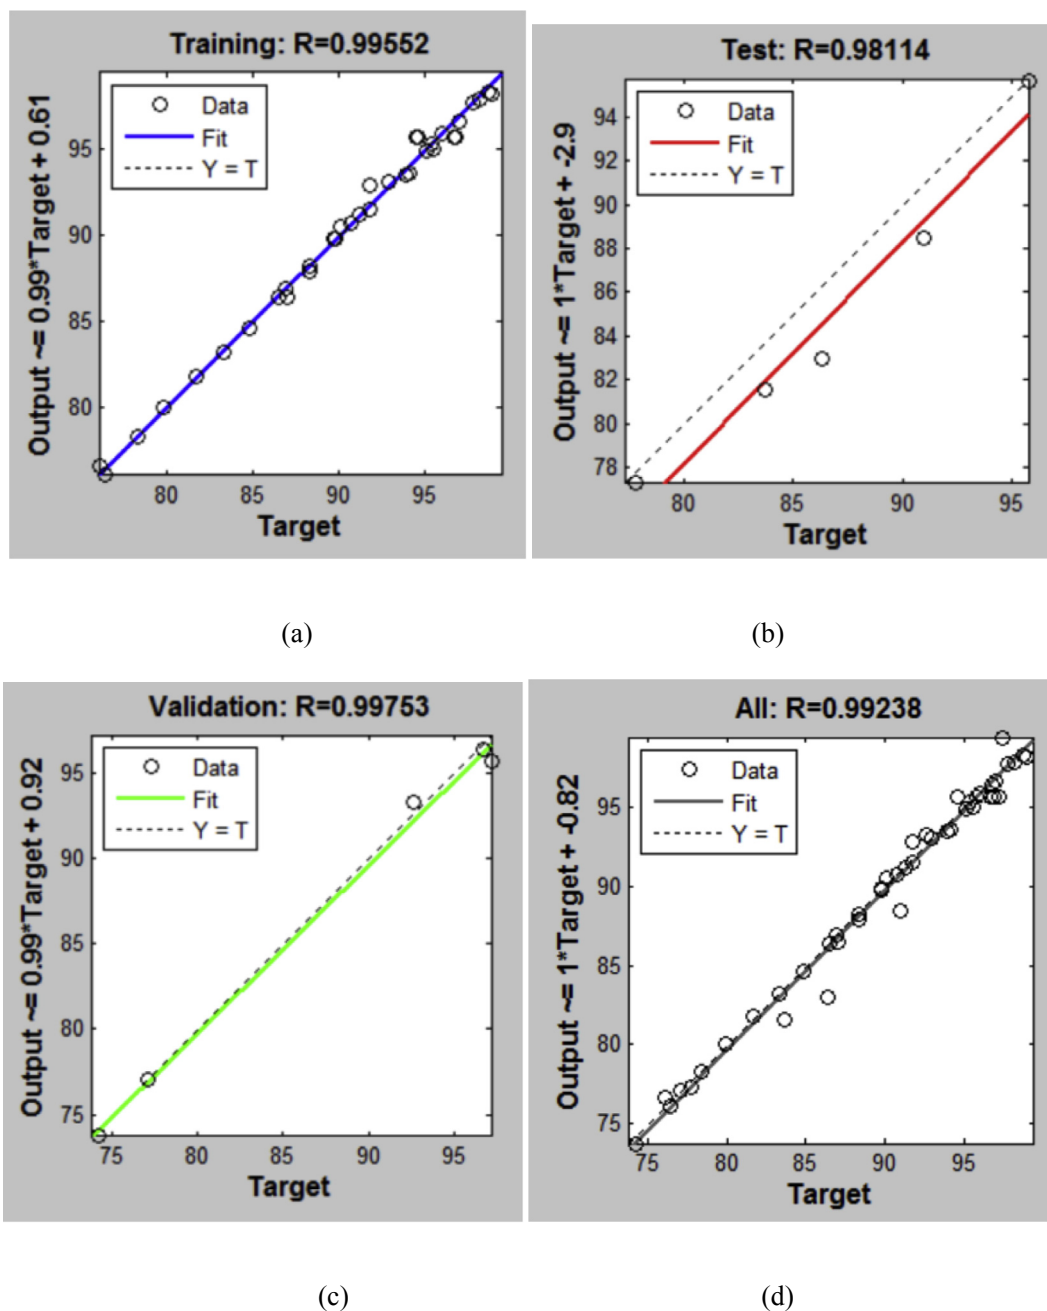 Training: R=0.99552
Output ~= 0.99*Target + 0.61
Data
Fit
Y = T
95
90
85
80
80 85 90 95
Target
(a)
Test: R=0.98114
Output ~= 1*Target + -2.9
Data
Fit
Y = T
94
92
90
88
86
84
82
80
78
80 85 90 95
Target
(b)
Validation: R=0.99753
Output ~= 0.99*Target + 0.92
Data
Fit
Y = T
95
90
85
80
75
75 80 85 90 95
Target
(c)
All: R=0.99238
Output ~= 1*Target + -0.82
Data
Fit
Y = T
95
90
85
80
75
75 80 85 90 95
Target
(d)